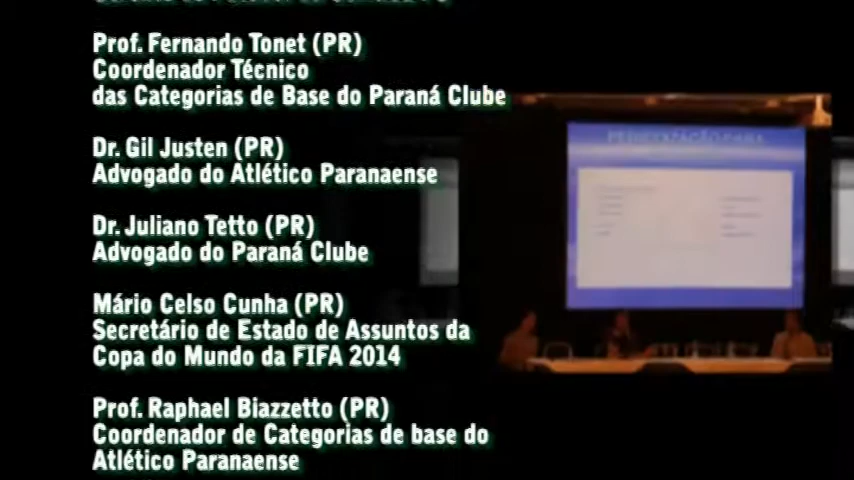 Prof. Fernando Tonet (PR)
Coordenador Técnico
das Categorias de Base do Paraná Clube
Dr. Gil Justen (PR)
Advogado do Atlético Paranaense
Dr. Juliano Tetto (PR)
Advogado do Paraná Clube
Mário Celso Cunha (PR)
Secretário de Estado de Assuntos da
Copa do Mundo da FIFA 2014
Prof. Raphael Biazzetto (PR)
Coordenador de Categorias de base do
Atlético Paranaense